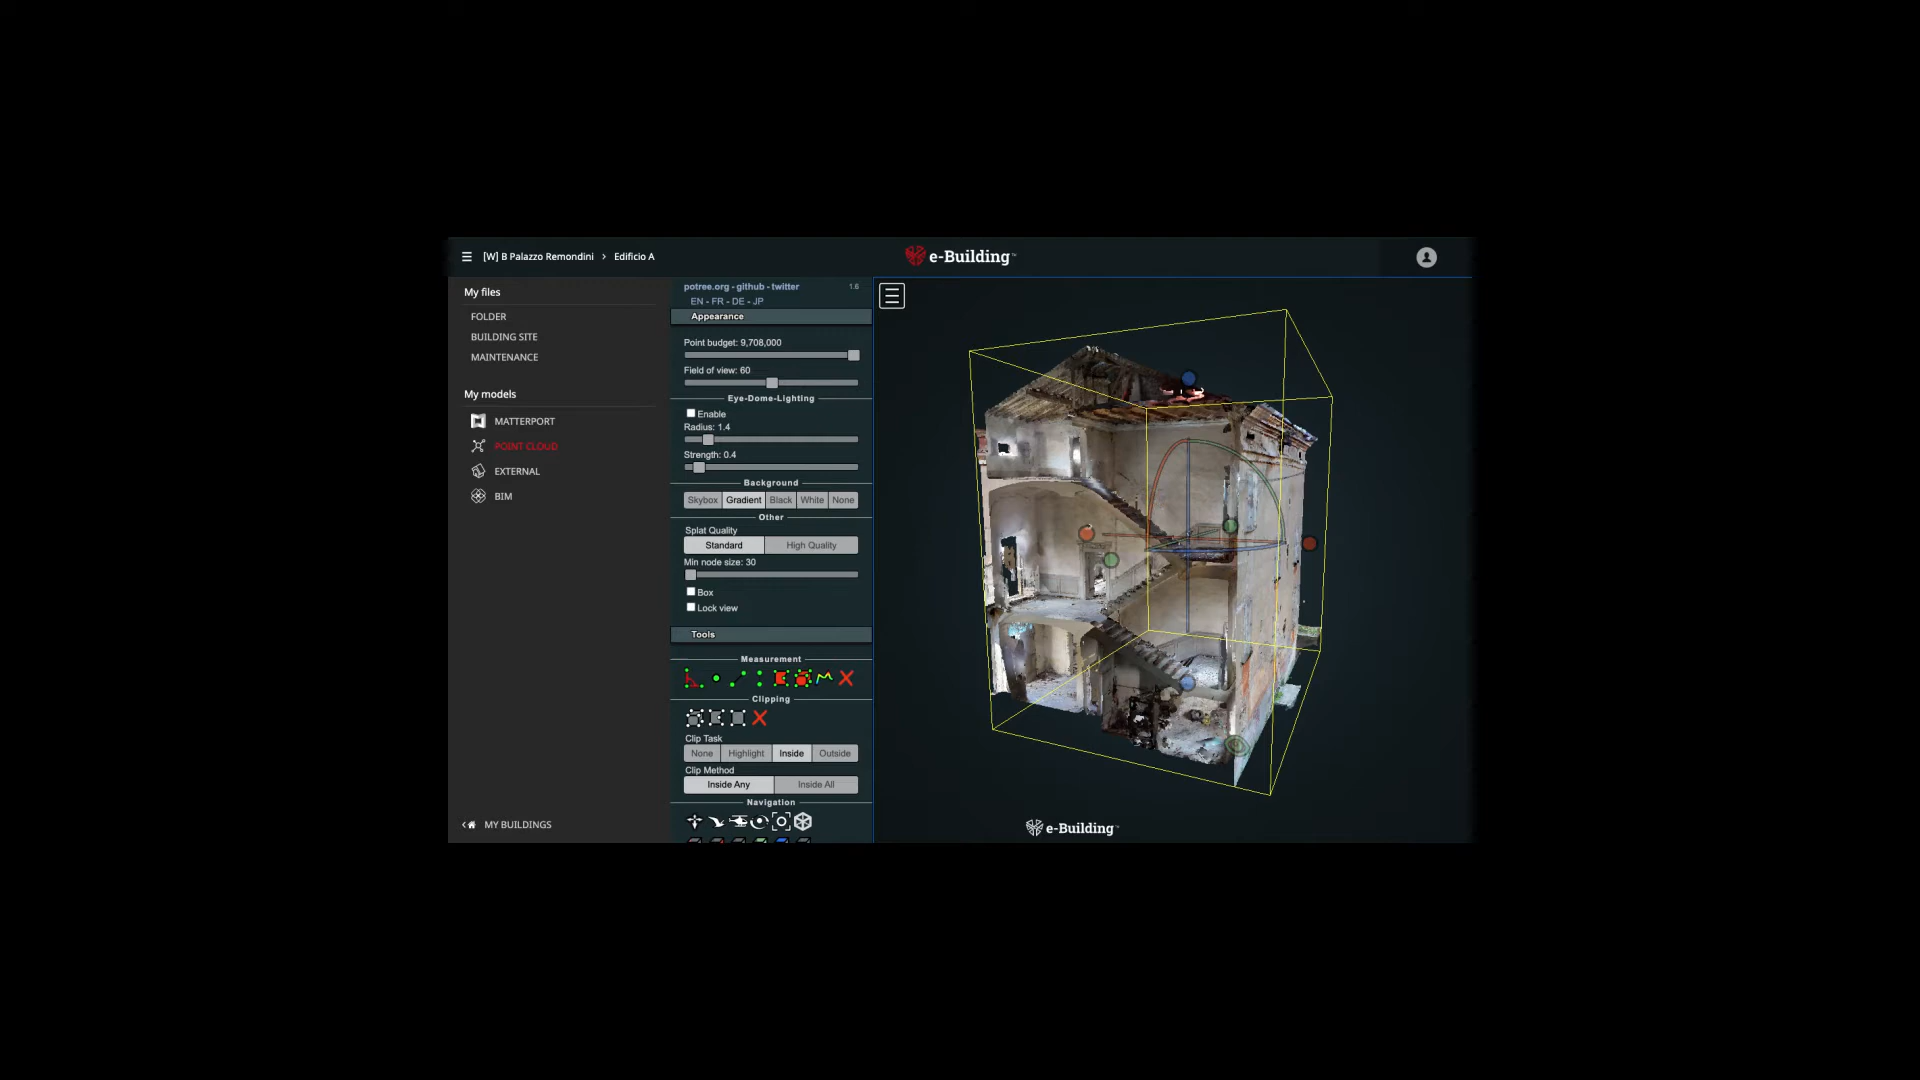 [W] B Palazzo Remondini > Edificio A
e-Building™
My files
FOLDER
BUILDING SITE
MAINTENANCE
My models
MATTERPORT
POINT CLOUD
EXTERNAL
BIM
MY BUILDINGS
potree.org - github - twitter 1.6
EN - FR - DE - JP
Appearance
Point budget: 9,708,000
Field of view: 60
Eye-Dome-Lighting
Enable
Radius: 1.4
Strength: 0.4
Background
Skybox Gradient Black White None
Other
Splat Quality
Standard High Quality
Min node size: 30
Box
Lock view
Tools
Measurement
Clipping
Clip Task
None Highlight Inside Outside
Clip Method
Inside Any Inside All
Navigation
e-Building™